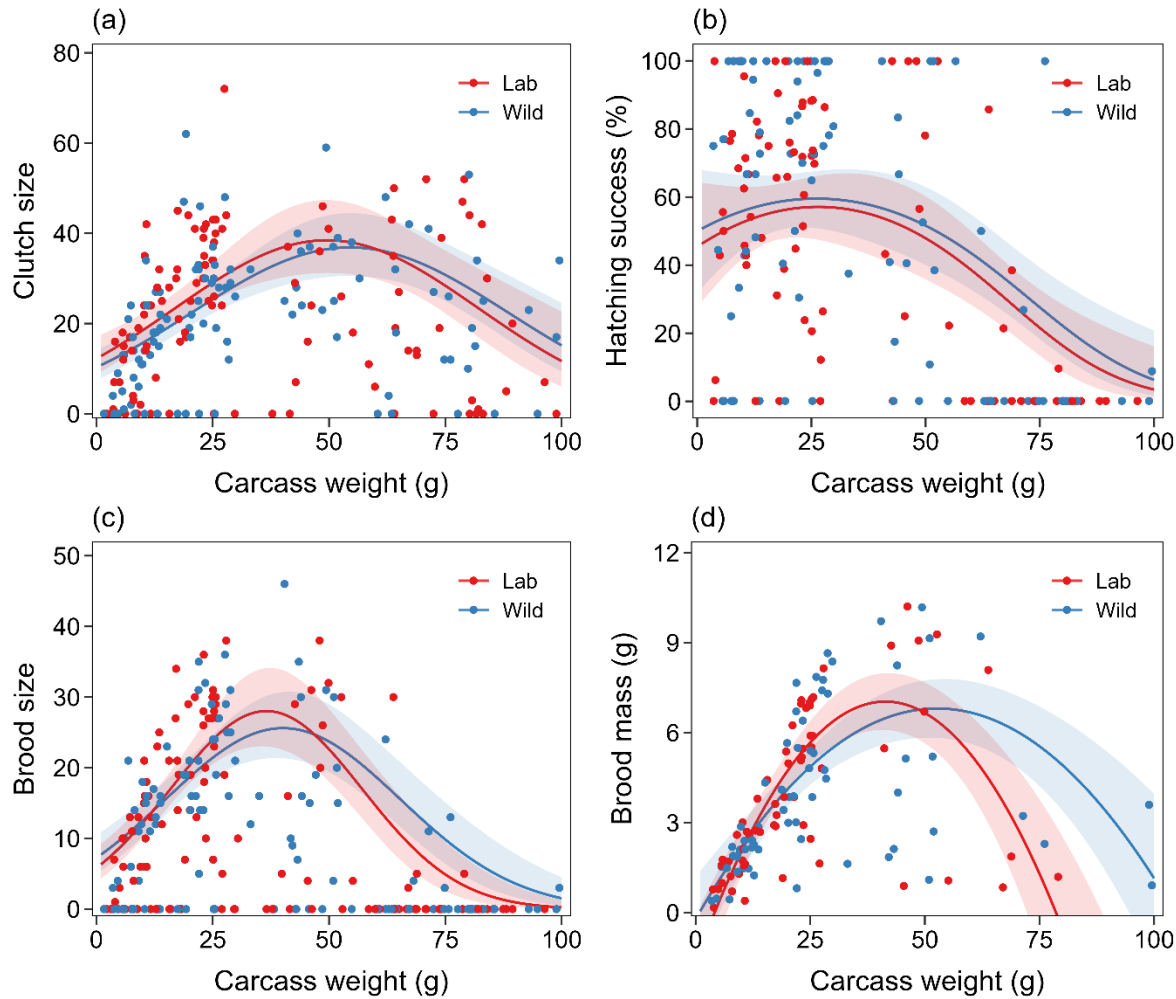 (a)
80
60
40
20
0
Clutch size
Lab
Wild
0 25 50 75 100
Carcass weight (g)
(b)
100
80
60
40
20
0
Hatching success (%)
Lab
Wild
0 25 50 75 100
Carcass weight (g)
(c)
50
40
30
20
10
0
Brood size
Lab
Wild
0 25 50 75 100
Carcass weight (g)
(d)
12
9
6
3
0
Brood mass (g)
Lab
Wild
0 25 50 75 100
Carcass weight (g)